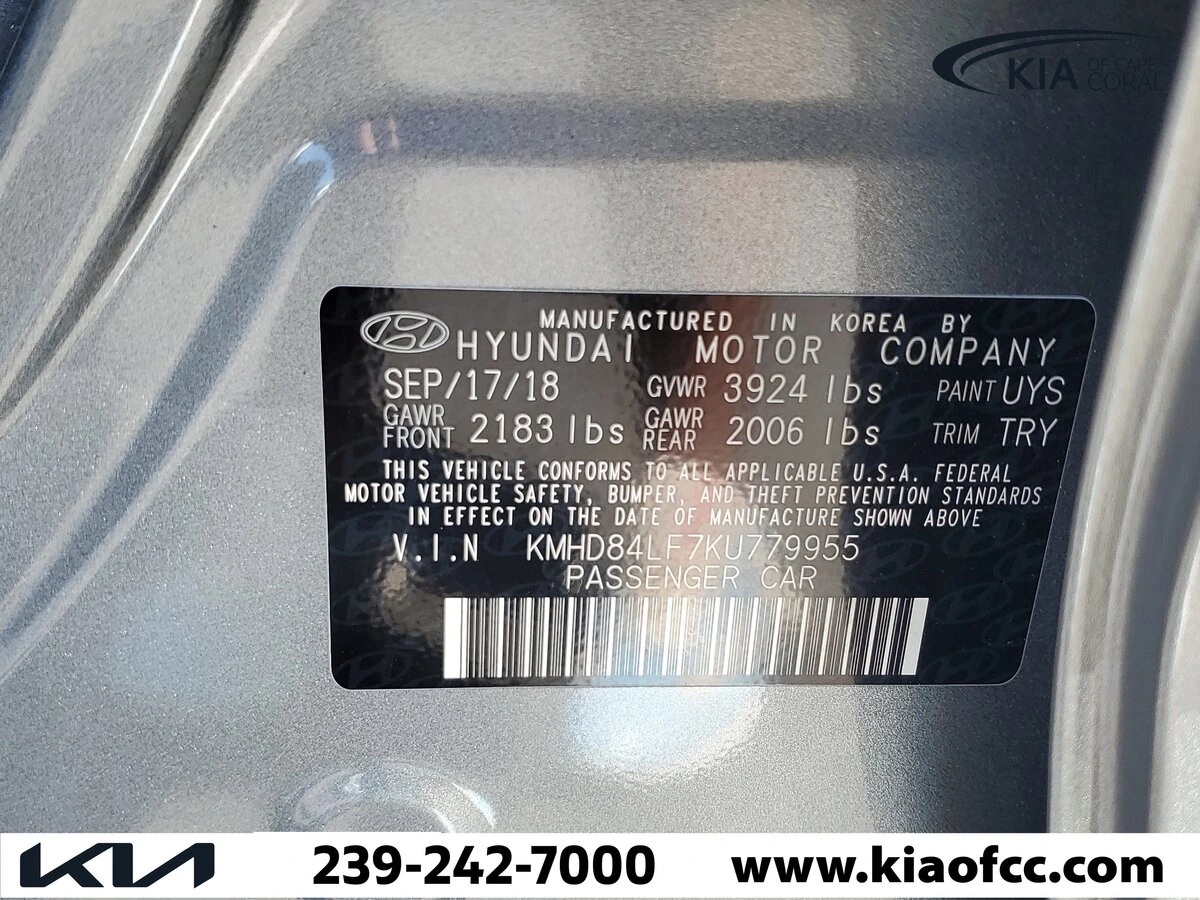 KIA OF CAPE CORAL
MANUFACTURED IN KOREA BY
HYUNDAI MOTOR COMPANY
SEP/17/18 GVWR 3924 lbs PAINT UYS
GAWR FRONT 2183 lbs GAWR REAR 2006 lbs TRIM TRY
THIS VEHICLE CONFORMS TO ALL APPLICABLE U.S.A. FEDERAL
MOTOR VEHICLE SAFETY, BUMPER, AND THEFT PREVENTION STANDARDS
IN EFFECT ON THE DATE OF MANUFACTURE SHOWN ABOVE
V.I.N KMHD84LF7KU779955
PASSENGER CAR
KIA 239-242-7000 www.kiaofcc.com